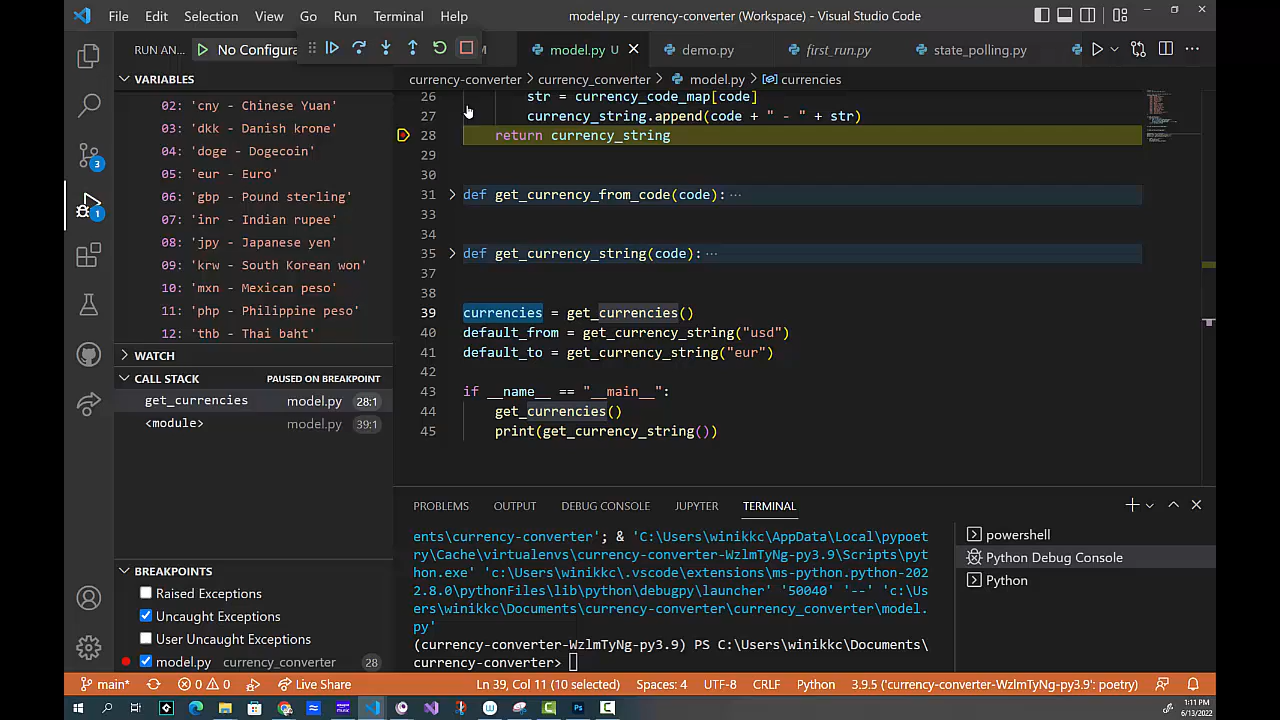 File Edit Selection View Go Run Terminal Help
model.py - currency-converter (Workspace) - Visual Studio Code
RUN AN... No Configura
M
model.py U
demo.py
first_run.py
state_polling.py
VARIABLES
currency-converter > currency_converter > model.py > currencies
02: 'cny - Chinese Yuan'
03: 'dkk - Danish krone'
04: 'doge - Dogecoin'
05: 'eur - Euro'
06: 'gbp - Pound sterling'
07: 'inr - Indian rupee'
08: 'jpy - Japanese yen'
09: 'krw - South Korean won'
10: 'mxn - Mexican peso'
11: 'php - Philippine peso'
12: 'thb - Thai baht'
WATCH
CALL STACK PAUSED ON BREAKPOINT
get_currencies model.py 28:1
<module> model.py 39:1
BREAKPOINTS
Raised Exceptions
Uncaught Exceptions
User Uncaught Exceptions
model.py currency_converter 28
3
1
26 str = currency_code_map[code]
27 currency_string.append(code + " - " + str)
28 return currency_string
29
30
31 def get_currency_from_code(code): ...
33
34
35 def get_currency_string(code): ...
37
38
39 currencies = get_currencies()
40 default_from = get_currency_string("usd")
41 default_to = get_currency_string("eur")
42
43 if __name__ == "__main__":
44 get_currencies()
45 print(get_currency_string())
PROBLEMS OUTPUT DEBUG CONSOLE JUPYTER TERMINAL
ents\currency-converter'; & 'C:\Users\winikkc\AppData\Local\pypoet
ry\Cache\virtualenvs\currency-converter-WzlmTyNg-py3.9\Scripts\pyt
hon.exe' 'c:\Users\winikkc\.vscode\extensions\ms-python.python-202
2.8.0\pythonFiles\lib\python\debugpy\launcher' '50040' '--' 'c:\Us
ers\winikkc\Documents\currency-converter\currency_converter\model.
py'
(currency-converter-WzlmTyNg-py3.9) PS C:\Users\winikkc\Documents\
currency-converter>
powershell
Python Debug Console
Python
main* 0 0 Live Share Ln 39, Col 11 (10 selected) Spaces: 4 UTF-8 CRLF Python 3.9.5 ('currency-converter-WzlmTyNg-py3.9': poetry)
1:11 PM
6/13/2022